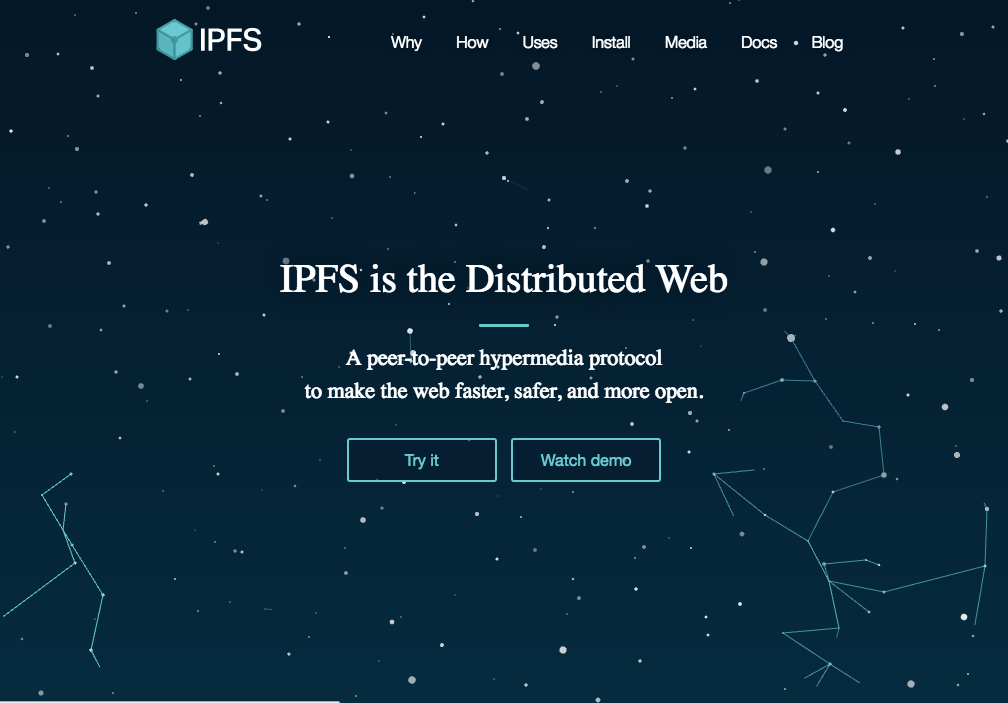 IPFS
Why How Uses Install Media Docs Blog
IPFS is the Distributed Web
A peer-to-peer hypermedia protocol
to make the web faster, safer, and more open.
Try it Watch demo